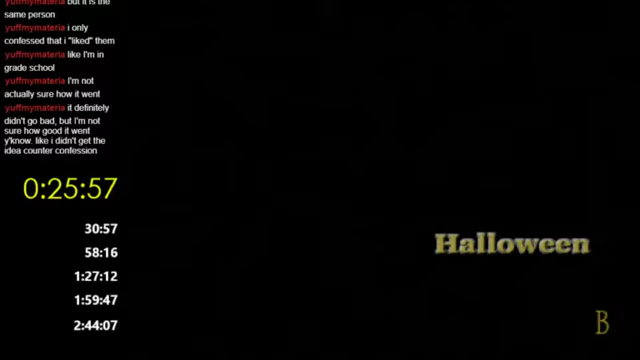 yuffmymateria but it is the
same person
yuffmymateria i only
confessed that i "liked" them
yuffmymateria like I'm in
grade school
yuffmymateria I'm not
actually sure how it went
yuffmymateria it definitely
didn't go bad, but I'm not
sure how good it went
y'know. like i didn't get the
idea counter confession
0:25:57
30:57
58:16
1:27:12
1:59:47
2:44:07
Halloween
B